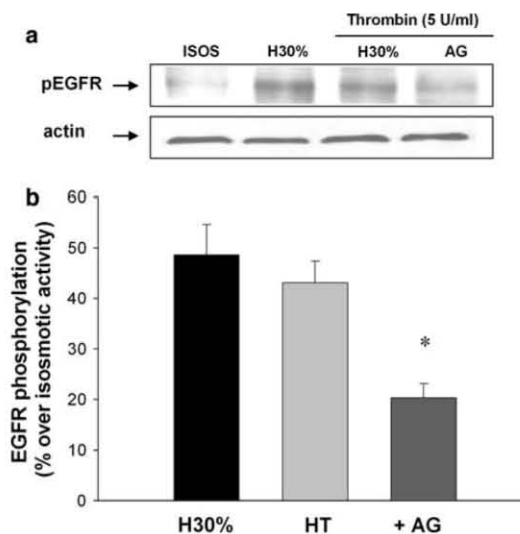 a
Thrombin (5 U/ml)
ISOS H30% H30% AG
pEGFR
actin
b
EGFR phosphorylation
(% over isosmotic activity)
60
50
40
30
20
10
0
*
H30% HT + AG